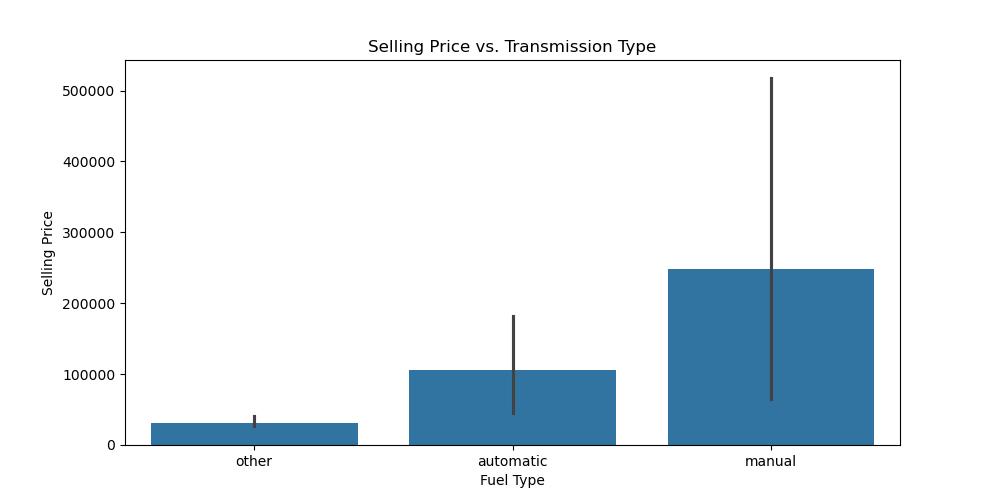 Selling Price vs. Transmission Type
500000
400000
300000
200000
100000
0
Selling Price
other automatic manual
Fuel Type